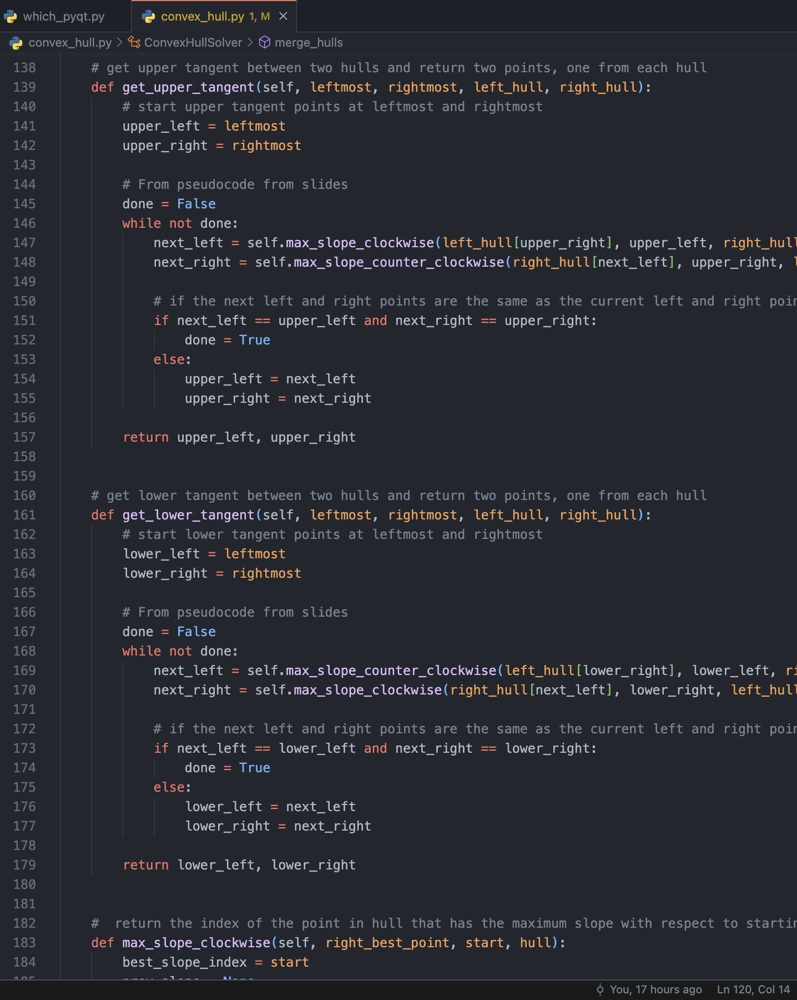 which_pyqt.py
convex_hull.py 1, M
convex_hull.py > ConvexHullSolver > merge_hulls
138 # get upper tangent between two hulls and return two points, one from each hull
139 def get_upper_tangent(self, leftmost, rightmost, left_hull, right_hull):
140 # start upper tangent points at leftmost and rightmost
141 upper_left = leftmost
142 upper_right = rightmost
143
144 # From pseudocode from slides
145 done = False
146 while not done:
147 next_left = self.max_slope_clockwise(left_hull[upper_right], upper_left, right_hull
148 next_right = self.max_slope_counter_clockwise(right_hull[next_left], upper_right,
149
150 # if the next left and right points are the same as the current left and right
151 if next_left == upper_left and next_right == upper_right:
152 done = True
153 else:
154 upper_left = next_left
155 upper_right = next_right
156
157 return upper_left, upper_right
158
159
160 # get lower tangent between two hulls and return two points, one from each hull
161 def get_lower_tangent(self, leftmost, rightmost, left_hull, right_hull):
162 # start lower tangent points at leftmost and rightmost
163 lower_left = leftmost
164 lower_right = rightmost
165
166 # From pseudocode from slides
167 done = False
168 while not done:
169 next_left = self.max_slope_counter_clockwise(left_hull[lower_right], lower_left,
170 next_right = self.max_slope_clockwise(right_hull[next_left], lower_right, left_hull
171
172 # if the next left and right points are the same as the current left and right
173 if next_left == lower_left and next_right == lower_right:
174 done = True
175 else:
176 lower_left = next_left
177 lower_right = next_right
178
179 return lower_left, lower_right
180
181
182 #  return the index of the point in hull that has the maximum slope with respect to
183 def max_slope_clockwise(self, right_best_point, start, hull):
184 best_slope_index = start
You, 17 hours ago Ln 120, Col 14